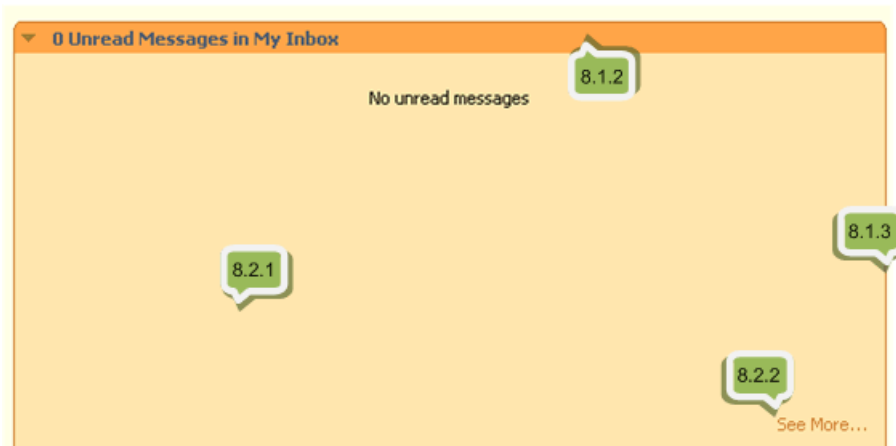 0 Unread Messages in My Inbox
8.1.2
No unread messages
8.1.3
8.2.1
8.2.2
See More...